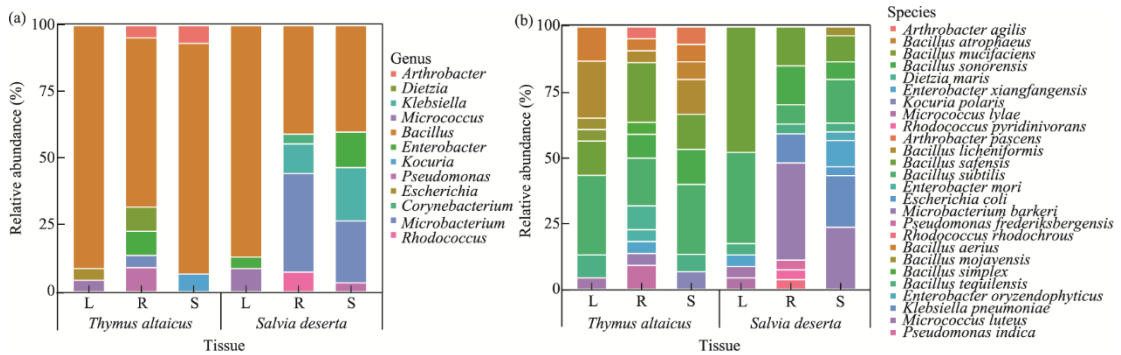 (a)
100
75
50
25
0
Relative abundance (%)
L R S L R S
Thymus altaicus Salvia deserta
Tissue
Genus
Arthrobacter
Dietzia
Klebsiella
Micrococcus
Bacillus
Enterobacter
Kocuria
Pseudomonas
Escherichia
Corynebacterium
Microbacterium
Rhodococcus
(b)
100
75
50
25
0
Relative abundance (%)
L R S L R S
Thymus altaicus Salvia deserta
Tissue
Species
Arthrobacter agilis
Bacillus atrophaeus
Bacillus mucifaciens
Bacillus sonorensis
Dietzia maris
Enterobacter xiangfangensis
Kocuria polaris
Micrococcus lylae
Rhodococcus pyridinivorans
Arthrobacter pascens
Bacillus licheniformis
Bacillus safensis
Bacillus subtilis
Enterobacter mori
Escherichia coli
Microbacterium barkeri
Pseudomonas frederiksbergensis
Rhodococcus rhodochrous
Bacillus aerius
Bacillus mojavensis
Bacillus simplex
Bacillus tequilensis
Enterobacter oryzendophyticus
Klebsiella pneumoniae
Micrococcus luteus
Pseudomonas indica